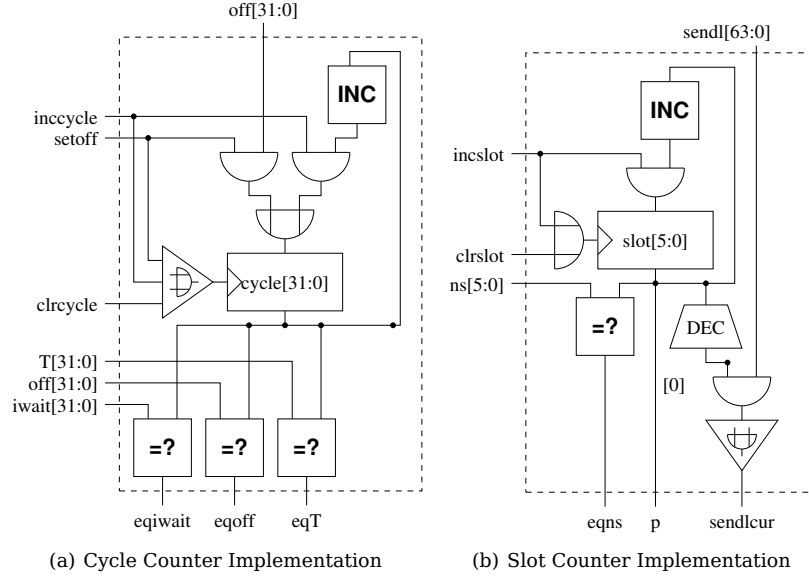 off[31:0]
INC
inccycle
setoff
cycle[31:0]
clrcycle
T[31:0]
off[31:0]
iwait[31:0]
=?
=?
=?
eqiwait
eqoff
eqT
(a) Cycle Counter Implementation
sendl[63:0]
INC
incslot
slot[5:0]
clrslot
ns[5:0]
=?
DEC
[0]
eqns
p
sendlcur
(b) Slot Counter Implementation